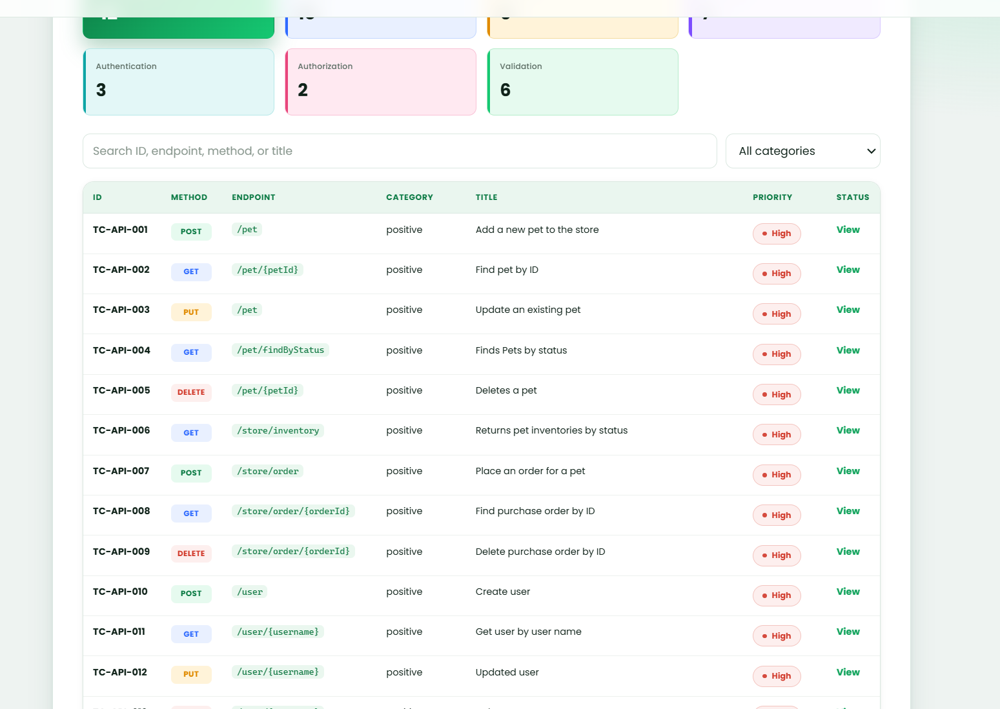 Authentication
3
Authorization
2
Validation
6
Search ID, endpoint, method, or title
All categories
ID METHOD ENDPOINT CATEGORY TITLE PRIORITY STATUS
TC-API-001 POST /pet positive Add a new pet to the store High View
TC-API-002 GET /pet/{petId} positive Find pet by ID High View
TC-API-003 PUT /pet positive Update an existing pet High View
TC-API-004 GET /pet/findByStatus positive Finds Pets by status High View
TC-API-005 DELETE /pet/{petId} positive Deletes a pet High View
TC-API-006 GET /store/inventory positive Returns pet inventories by status High View
TC-API-007 POST /store/order positive Place an order for a pet High View
TC-API-008 GET /store/order/{orderId} positive Find purchase order by ID High View
TC-API-009 DELETE /store/order/{orderId} positive Delete purchase order by ID High View
TC-API-010 POST /user positive Create user High View
TC-API-011 GET /user/{username} positive Get user by user name High View
TC-API-012 PUT /user/{username} positive Updated user High View